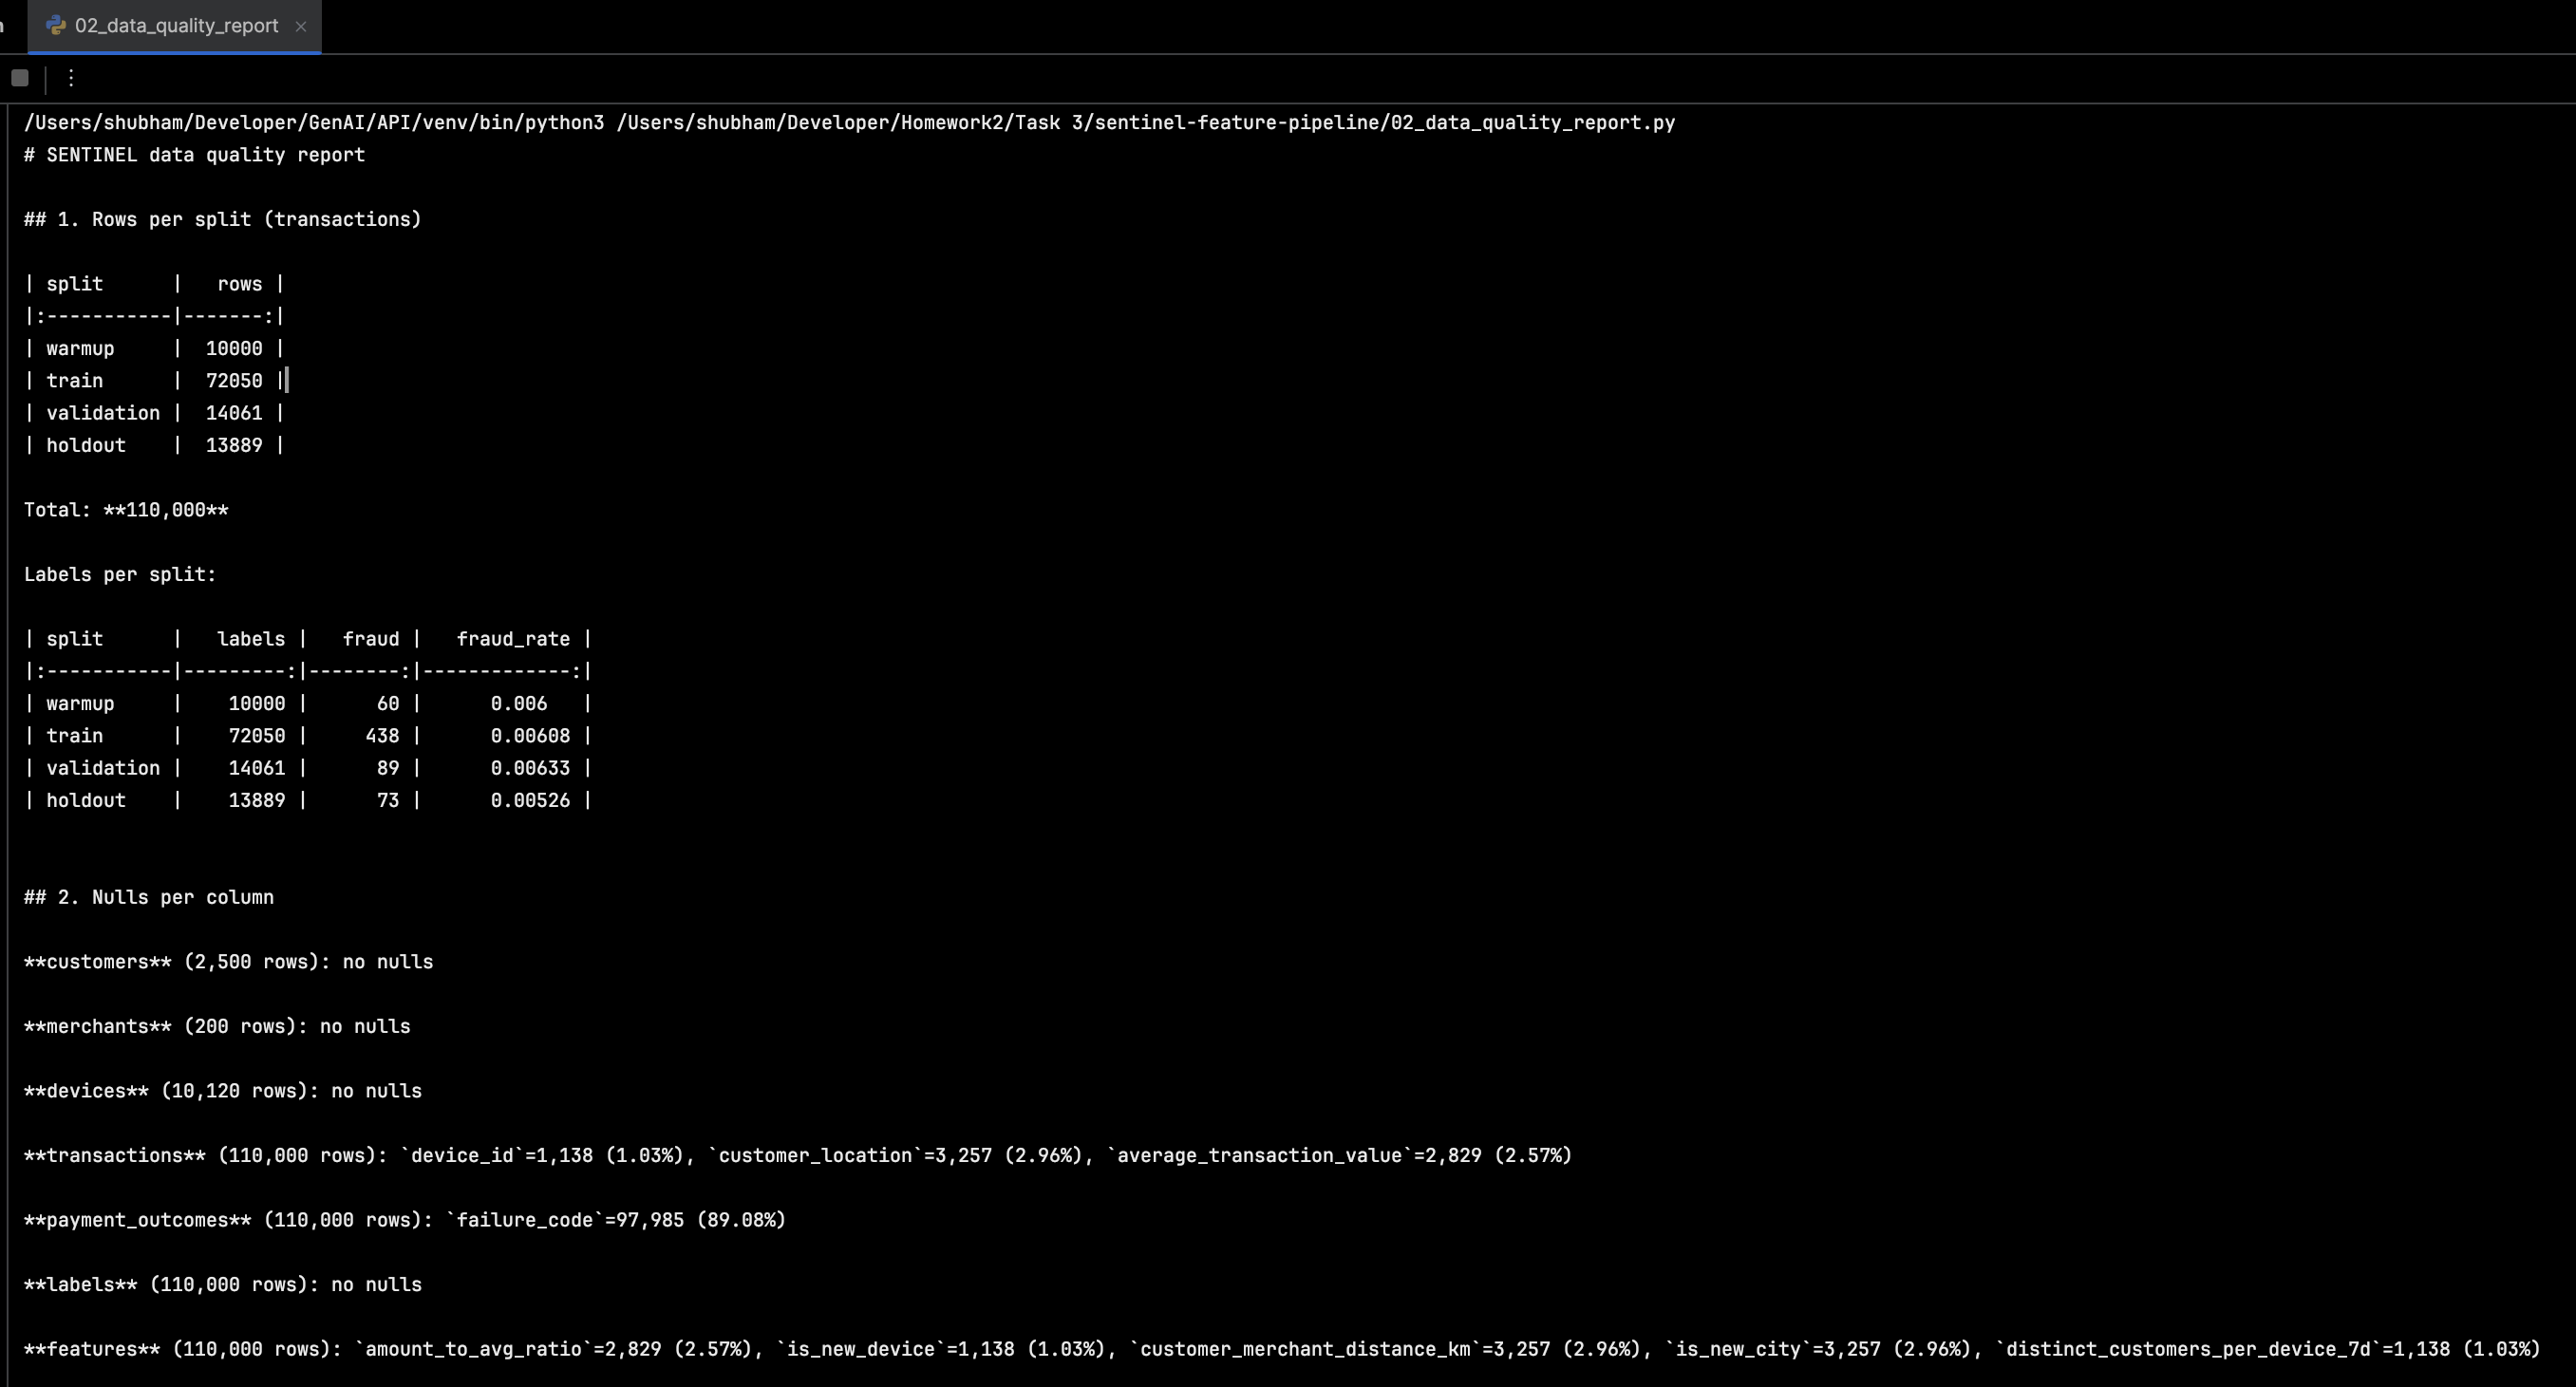 02_data_quality_report ×
/Users/shubham/Developer/GenAI/API/venv/bin/python3 /Users/shubham/Developer/Homework2/Task 3/sentinel-feature-pipeline/02_data_quality_report.py
# SENTINEL data quality report
## 1. Rows per split (transactions)
| split      |   rows |
|:-----------|-------:|
| warmup     |  10000 |
| train      |  72050 |
| validation |  14061 |
| holdout    |  13889 |
Total: **110,000**
Labels per split:
| split      |   labels |   fraud |   fraud_rate |
|:-----------|---------:|--------:|-------------:|
| warmup     |    10000 |      60 |      0.006   |
| train      |    72050 |     438 |      0.00608 |
| validation |    14061 |      89 |      0.00633 |
| holdout    |    13889 |      73 |      0.00526 |
## 2. Nulls per column
**customers** (2,500 rows): no nulls
**merchants** (200 rows): no nulls
**devices** (10,120 rows): no nulls
**transactions** (110,000 rows): `device_id`=1,138 (1.03%), `customer_location`=3,257 (2.96%), `average_transaction_value`=2,829 (2.57%)
**payment_outcomes** (110,000 rows): `failure_code`=97,985 (89.08%)
**labels** (110,000 rows): no nulls
**features** (110,000 rows): `amount_to_avg_ratio`=2,829 (2.57%), `is_new_device`=1,138 (1.03%), `customer_merchant_distance_km`=3,257 (2.96%), `is_new_city`=3,257 (2.96%), `distinct_customers_per_device_7d`=1,138 (1.03%)